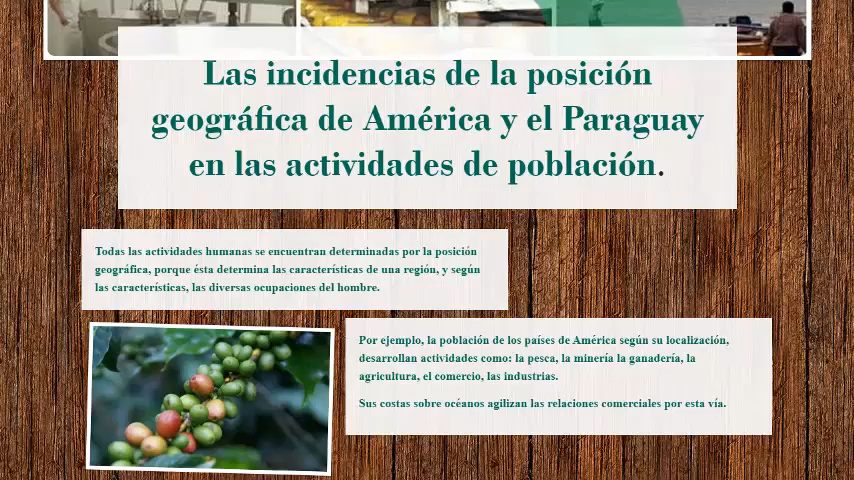 Las incidencias de la posición
geográfica de América y el Paraguay
en las actividades de población.
Todas las actividades humanas se encuentran determinadas por la posición
geográfica, porque ésta determina las características de una región, y según
las características, las diversas ocupaciones del hombre.
Por ejemplo, la población de los países de América según su localización,
desarrollan actividades como: la pesca, la minería la ganadería, la
agricultura, el comercio, las industrias.
Sus costas sobre océanos agilizan las relaciones comerciales por esta vía.